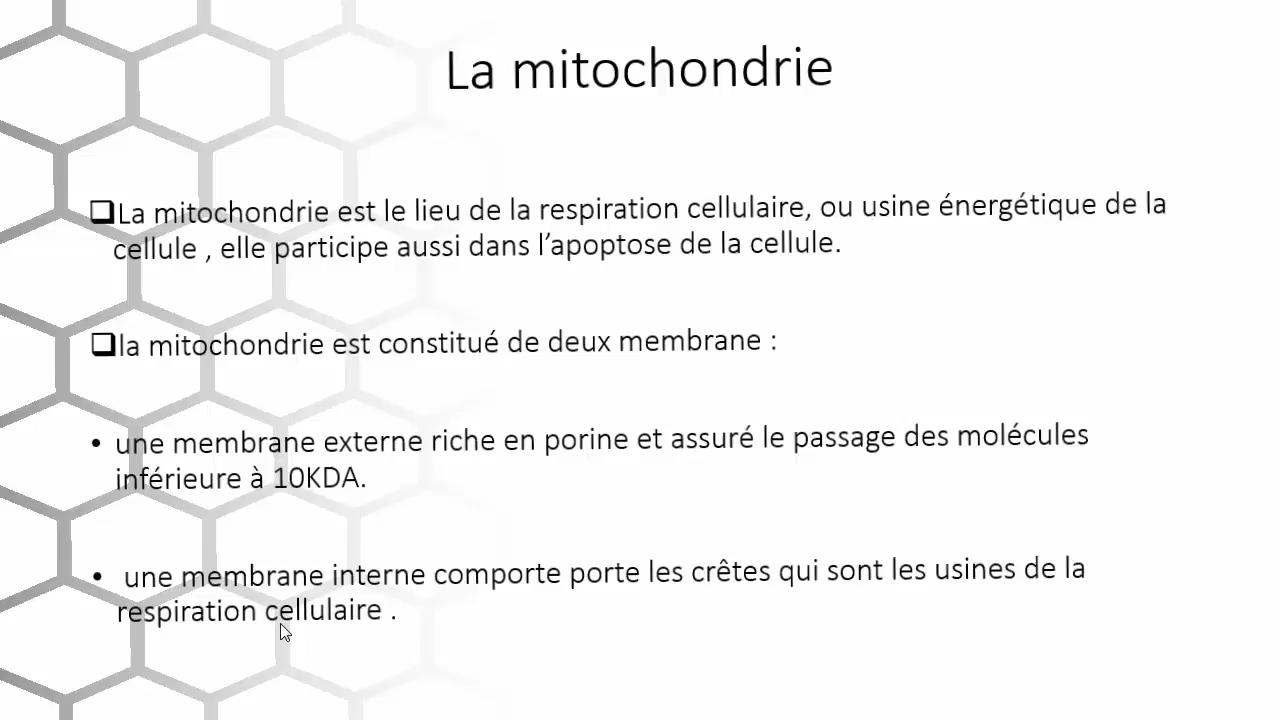 La mitochondrie
❑La mitochondrie est le lieu de la respiration cellulaire, ou usine énergétique de la
cellule , elle participe aussi dans l’apoptose de la cellule.
❑la mitochondrie est constitué de deux membrane :
• une membrane externe riche en porine et assuré le passage des molécules
inférieure à 10KDA.
• une membrane interne comporte porte les crêtes qui sont les usines de la
respiration cellulaire .